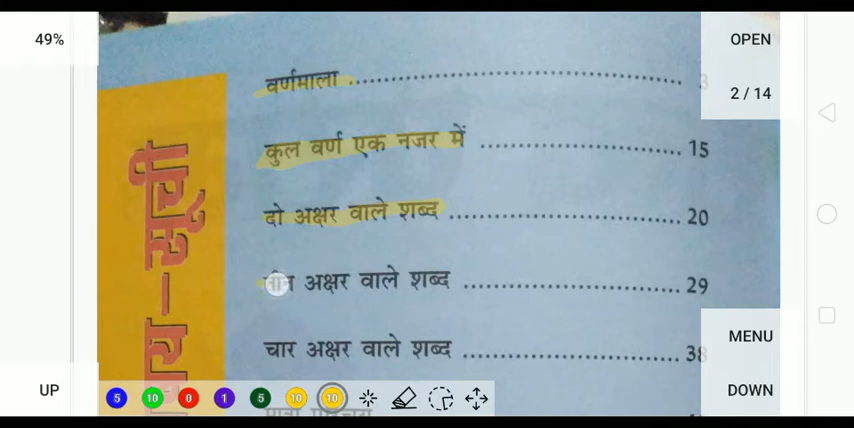 49%
OPEN
2 / 14
वर्णमाला
कुल वर्ण एक नजर में 15
दो अक्षर वाले शब्द 20
तीन अक्षर वाले शब्द 29
चार अक्षर वाले शब्द 38
सूची
MENU
UP
DOWN
5 10 0 1 5 10 10